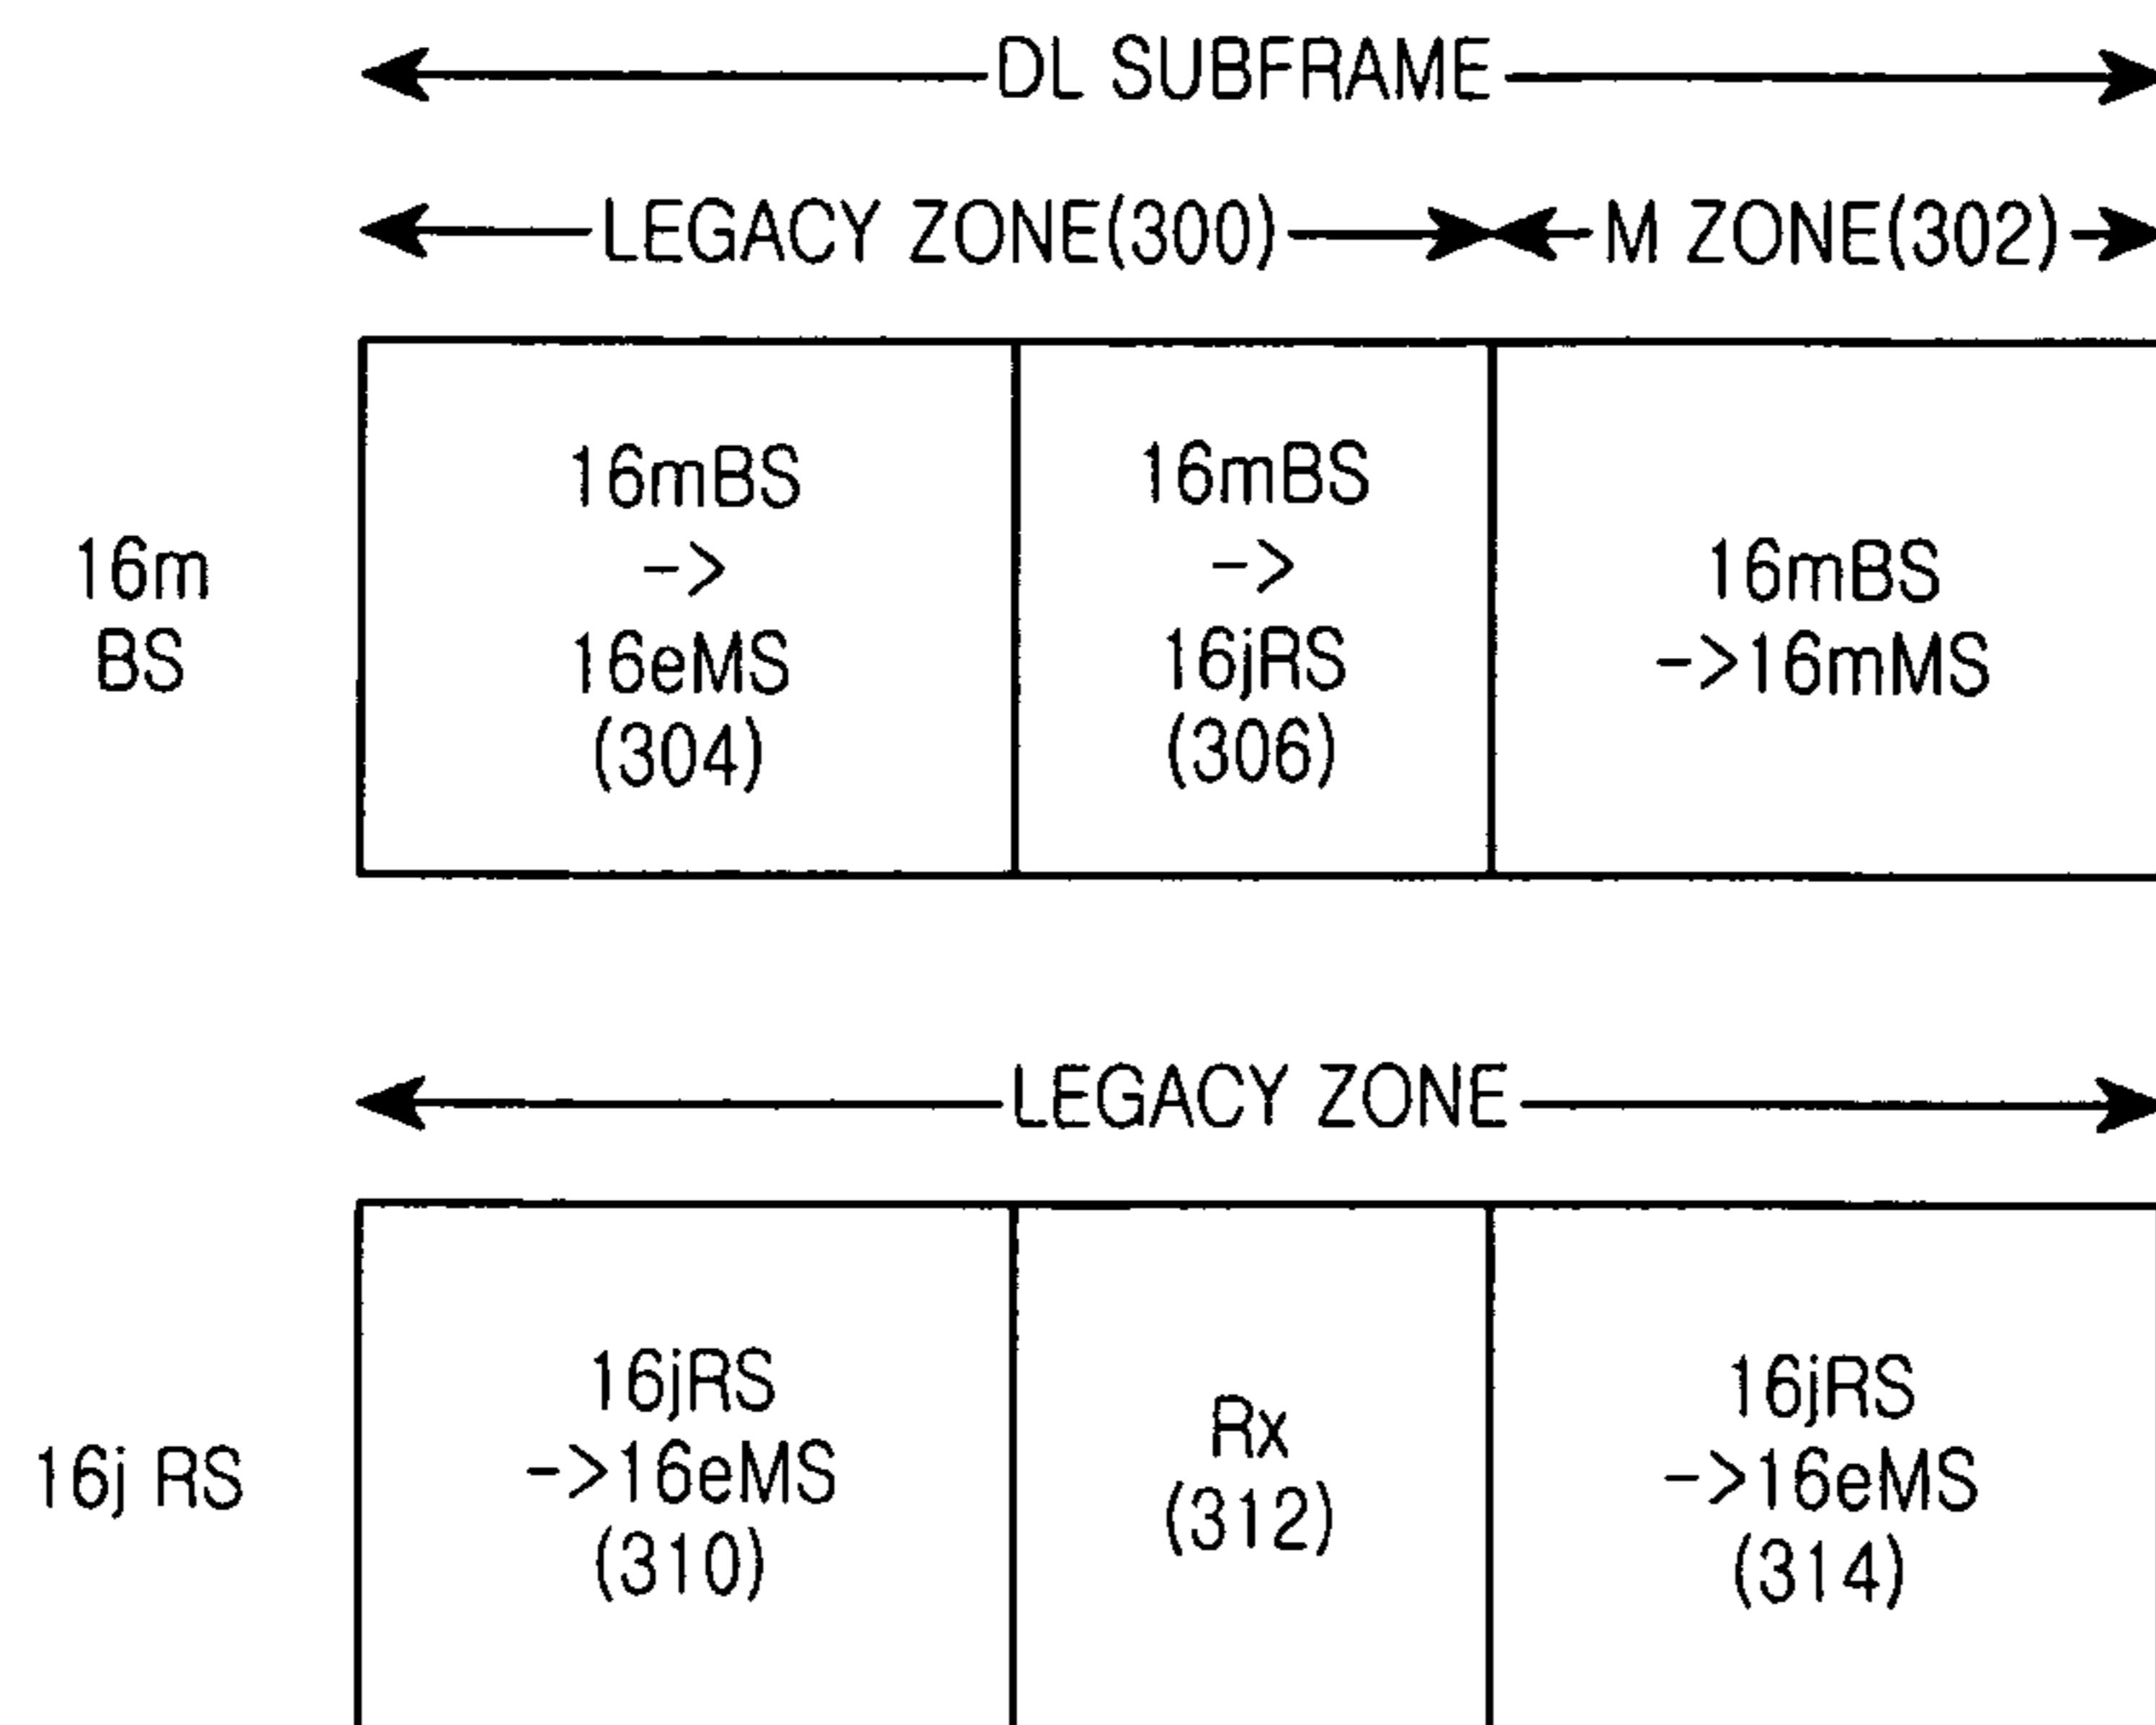 DL SUBFRAME
LEGACY ZONE(300)
M ZONE(302)
16m
BS
16mBS
->
16eMS
(304)
16mBS
->
16jRS
(306)
16mBS
->16mMS
LEGACY ZONE
16j RS
16jRS
->16eMS
(310)
Rx
(312)
16jRS
->16eMS
(314)